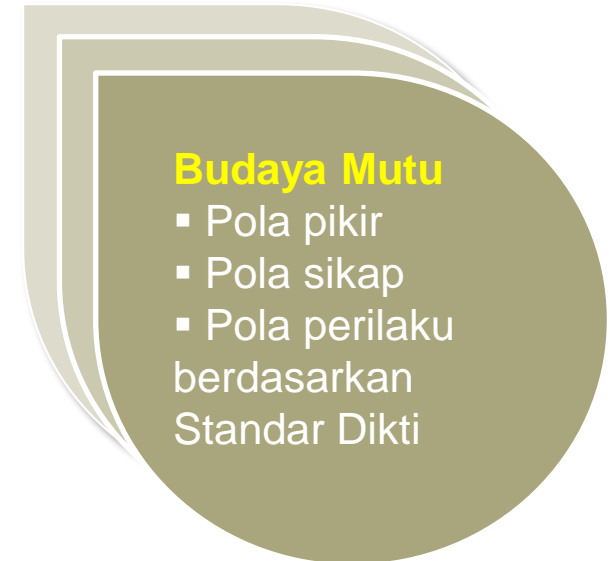 Budaya Mutu
▪ Pola pikir
▪ Pola sikap
▪ Pola perilaku
berdasarkan
Standar Dikti